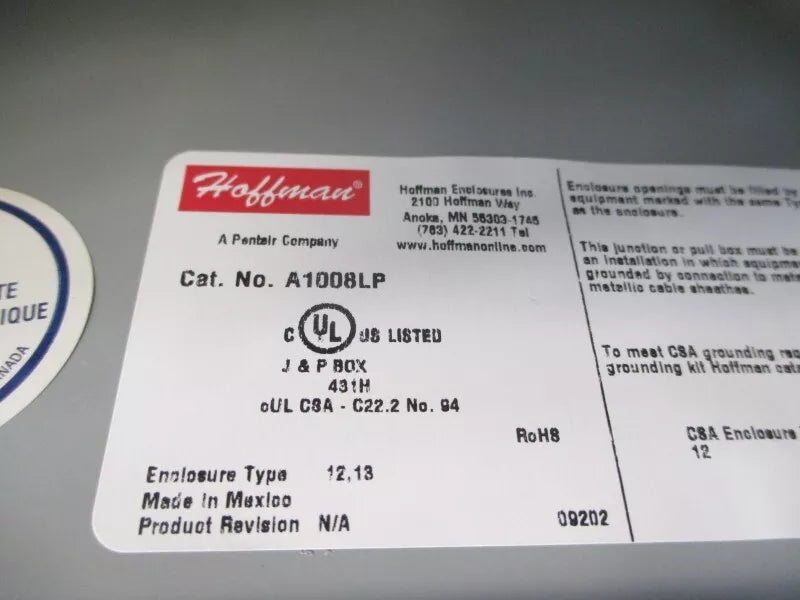 TE
IQUE
NADA
Hoffman®
A Pentair Company
Hoffman Enclosures Inc.
2100 Hoffman Way
Anoka, MN 55303-1745
(763) 422-2211 Tel
www.hoffmanonline.com
Cat. No. A1008LP
C UL US LISTED
J & P BOX
431H
cUL CSA - C22.2 No. 94
RoHS
Enclosure Type 12,13
Made in Mexico
Product Revision N/A
09202
Enclosure openings must be filled by
equipment marked with the same Ty
as the enclosure.
This junction or pull box must be
an installation in which equipmen
grounded by connection to meta
metallic cable sheathes.
To meet CSA grounding req
grounding kit Hoffman cat
CSA Enclosure
12